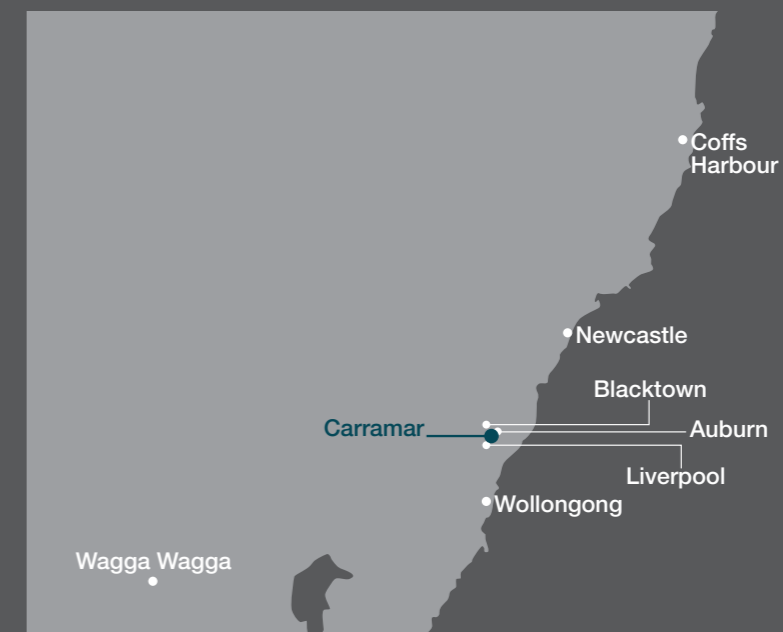 Coffs
Harbour
Newcastle
Blacktown
Carramar
Auburn
Liverpool
Wollongong
Wagga Wagga